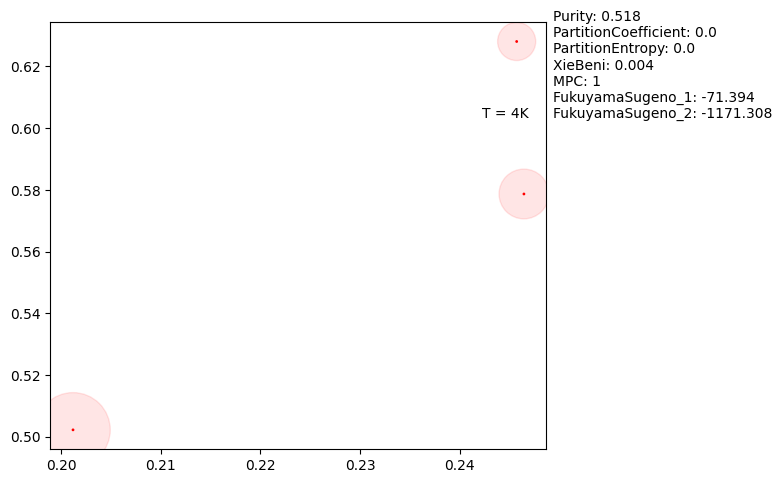 Purity: 0.518
PartitionCoefficient: 0.0
PartitionEntropy: 0.0
XieBeni: 0.004
MPC: 1
FukuyamaSugeno_1: -71.394
FukuyamaSugeno_2: -1171.308
T = 4K
0.62
0.60
0.58
0.56
0.54
0.52
0.50
0.20 0.21 0.22 0.23 0.24